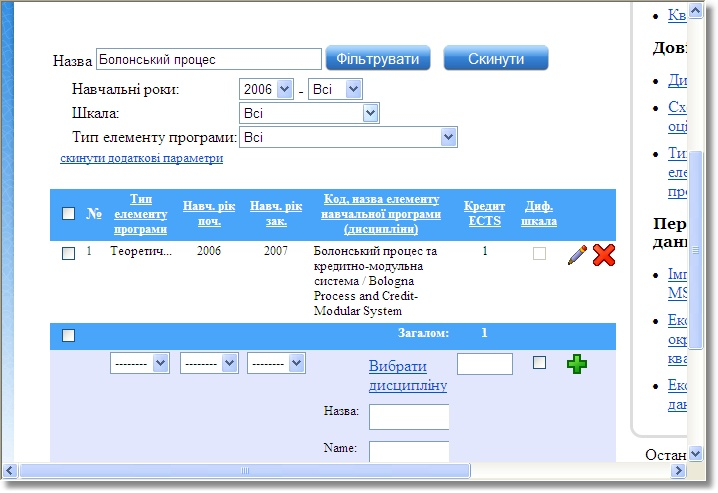 Назва Болонський процес Фільтрувати Скинути
Навчальні роки: 2006 - Всі
Шкала: Всі
Тип елементу програми: Всі
скинути додаткові параметри
№ Тип елементу програми Навч. рік поч. Навч. рік зак. Код, назва елементу навчальної програми (дисципліни) Кредит ECTS Диф. шкала
1 Теоретич... 2006 2007 Болонський процес та 1
кредитно-модульна
система / Bologna
Process and Credit-
Modular System
Загалом: 1
-------- -------- -------- Вибрати
дисципліну
Назва:
Name:
Кв
Дові
Ди
Сх
оці
Ти
еле
про
Пер
дан
Імп
MS
Екс
окр
ква
Екс
дан
Остан